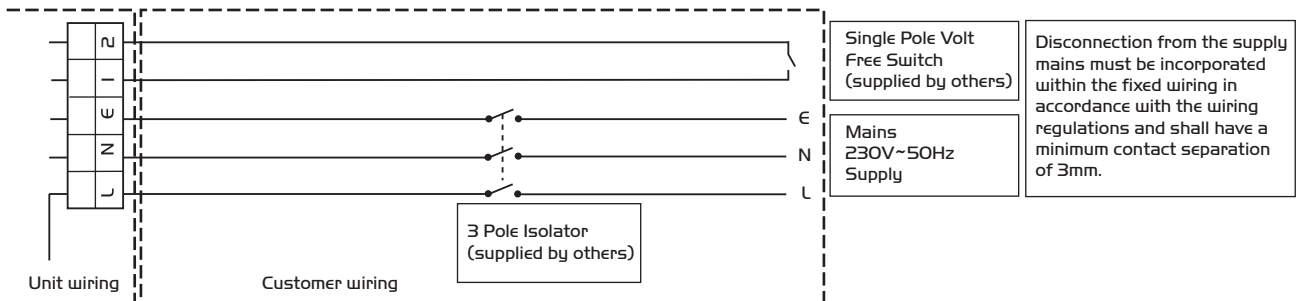 2
1
E
N
L
E
N
L
Single Pole Volt
Free Switch
(supplied by others)
Mains
230V~50Hz
Supply
Disconnection from the supply
mains must be incorporated
within the fixed wiring in
accordance with the wiring
regulations and shall have a
minimum contact separation
of 3mm.
3 Pole Isolator
(supplied by others)
Unit wiring
Customer wiring